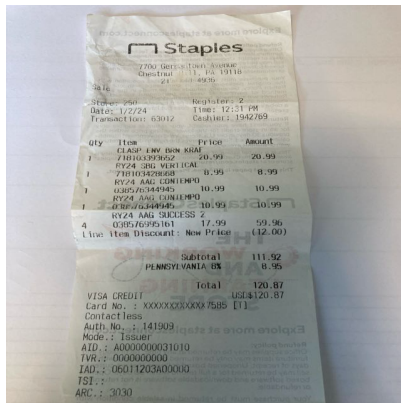 Staples
7700 Germantown Avenue
Chestnut Hill, PA 19118
Sale
Store: 250 Register: 2
Date: 1/2/24 Time: 12:31 PM
Transaction: 63012 Cashier: 1942769
Qty Item Price Amount
CLASP ENV BRN KRAF
1 718103393652 20.99 20.99
RY24 SBG VERTICAL
1 718103428668 8.99 8.99
RY24 AAG CONTEMPO
1 038576344945 10.99 10.99
RY24 AAG CONTEMPO
1 038576344945 10.99 10.99
RY24 AAG SUCCESS 2
4 038576995161 17.99 59.96
Line item Discount: New Price (12.00)
Subtotal 111.92
PENNSYLVANIA 8% 8.95
Total 120.87
VISA CREDIT USD$120.87
Card No. : XXXXXXXXXXXX7585 [T]
Contactless
Auth No. : 141909
Mode.: Issuer
AID.: A0000000031010
TVR.: 0000000000
IAD.: 06011203A00000
TSI.:
ARC.: 3030